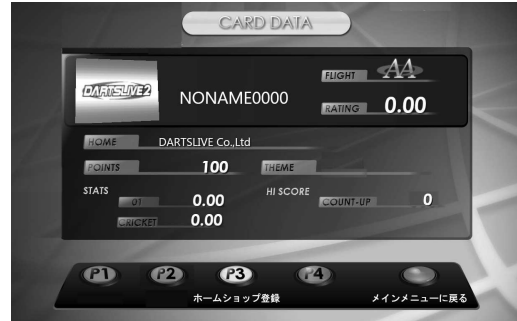 CARD DATA
DARTSLIVE2
NONAME0000
FLIGHT AA
RATING 0.00
HOME DARTSLIVE Co.,Ltd
POINTS 100 THEME
STATS HI SCORE
01 0.00 COUNT-UP 0
CRICKET 0.00
P1 P2 P3 P4
ホームショップ登録 メインメニューに戻る